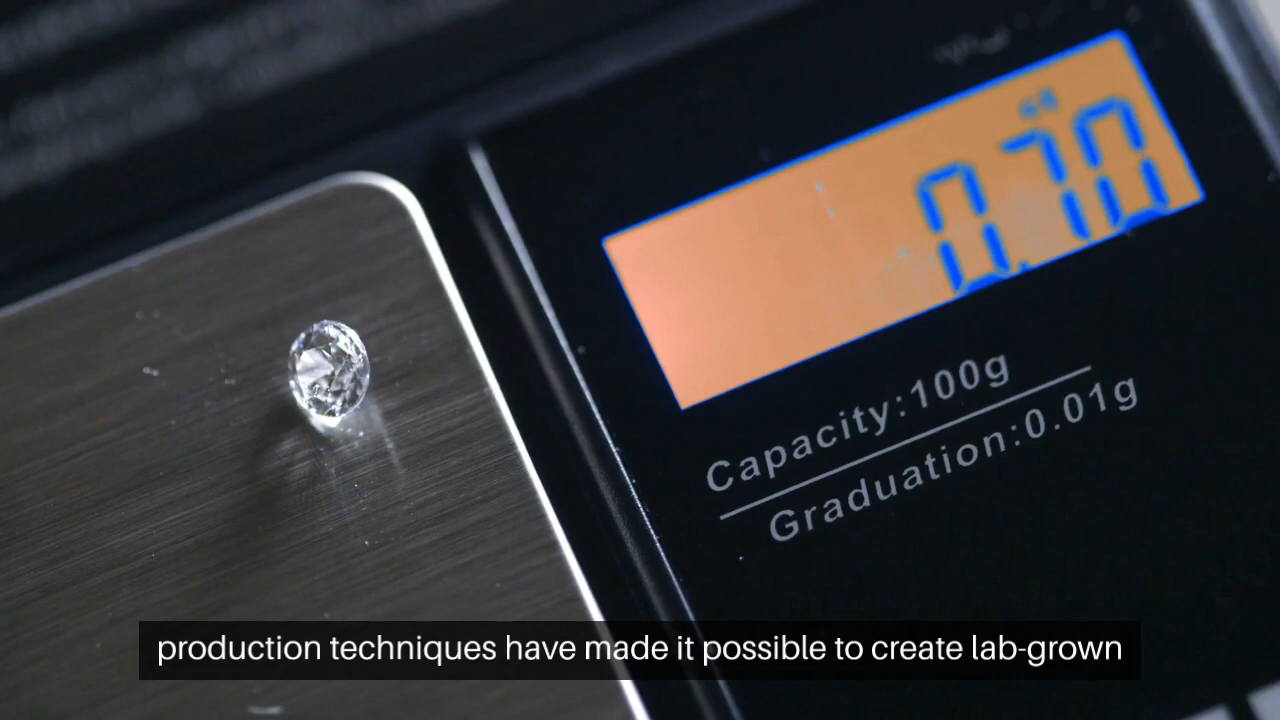 0.70
Capacity:100g
Graduation:0.01g
production techniques have made it possible to create lab-grown